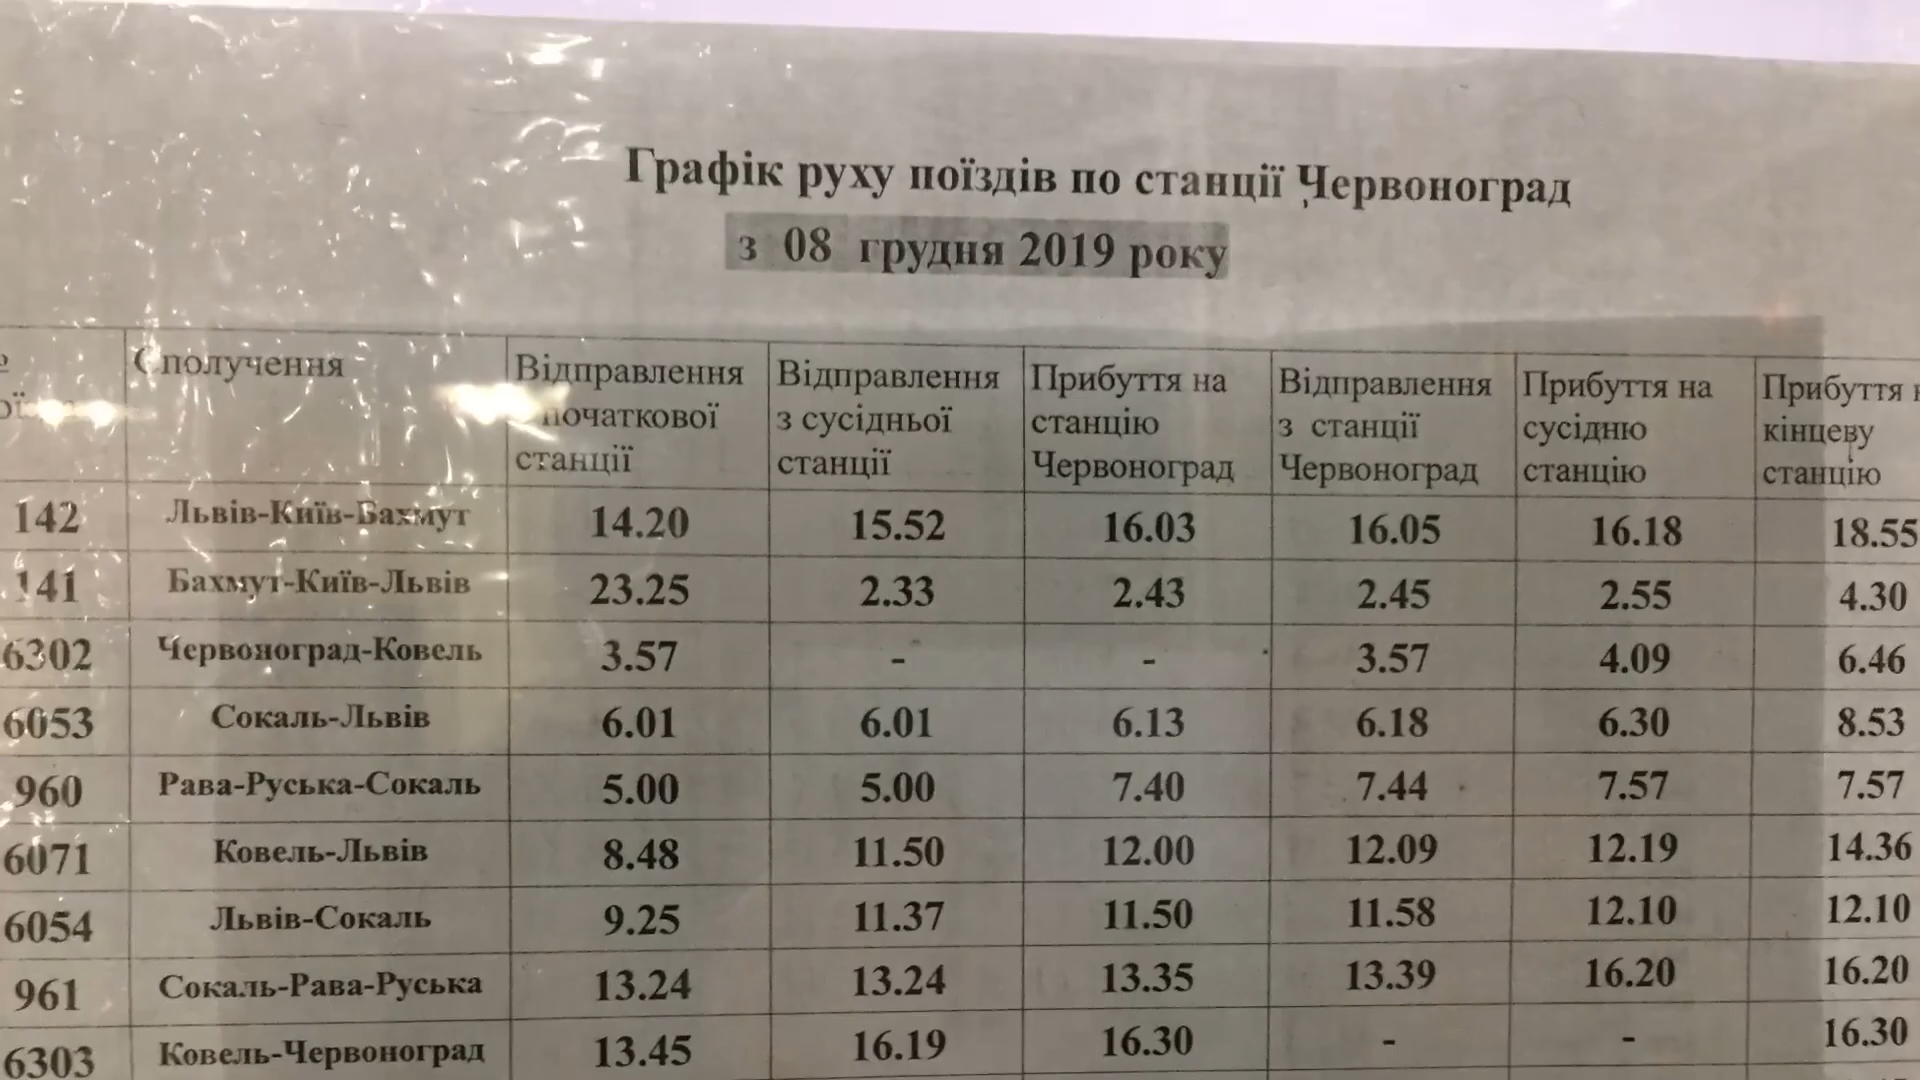 Графік руху поїздів по станції Червоноград
з 08 грудня 2019 року
Сполучення Відправлення початкової станції Відправлення з сусідньої станції Прибуття на станцію Червоноград Відправлення з станції Червоноград Прибуття на сусідню станцію Прибуття кінцеву станцію
142 Львів-Київ-Бахмут 14.20 15.52 16.03 16.05 16.18 18.55
141 Бахмут-Київ-Львів 23.25 2.33 2.43 2.45 2.55 4.30
6302 Червоноград-Ковель 3.57 - - 3.57 4.09 6.46
6053 Сокаль-Львів 6.01 6.01 6.13 6.18 6.30 8.53
960 Рава-Руська-Сокаль 5.00 5.00 7.40 7.44 7.57 7.57
6071 Ковель-Львів 8.48 11.50 12.00 12.09 12.19 14.36
6054 Львів-Сокаль 9.25 11.37 11.50 11.58 12.10 12.10
961 Сокаль-Рава-Руська 13.24 13.24 13.35 13.39 16.20 16.20
6303 Ковель-Червоноград 13.45 16.19 16.30 - - 16.30